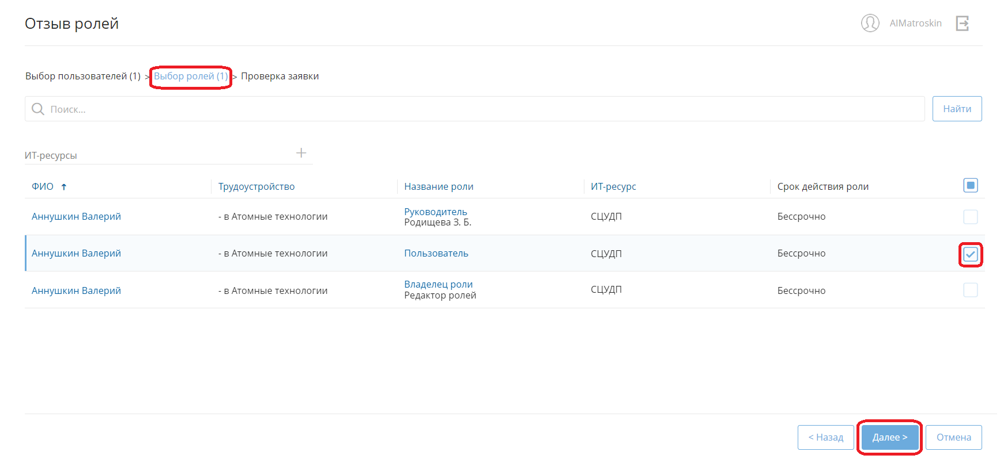 Отзыв ролей
AlMatroskin
Выбор пользователей (1) > Выбор ролей (1) > Проверка заявки
Поиск...
Найти
ИТ-ресурсы
ФИО ↑ Трудоустройство Название роли ИТ-ресурс Срок действия роли
Аннушкин Валерий - в Атомные технологии Руководитель СЦУДП Бессрочно
Родищева З. Б.
Аннушкин Валерий - в Атомные технологии Пользователь СЦУДП Бессрочно
Аннушкин Валерий - в Атомные технологии Владелец роли СЦУДП Бессрочно
Редактор ролей
< Назад Далее > Отмена